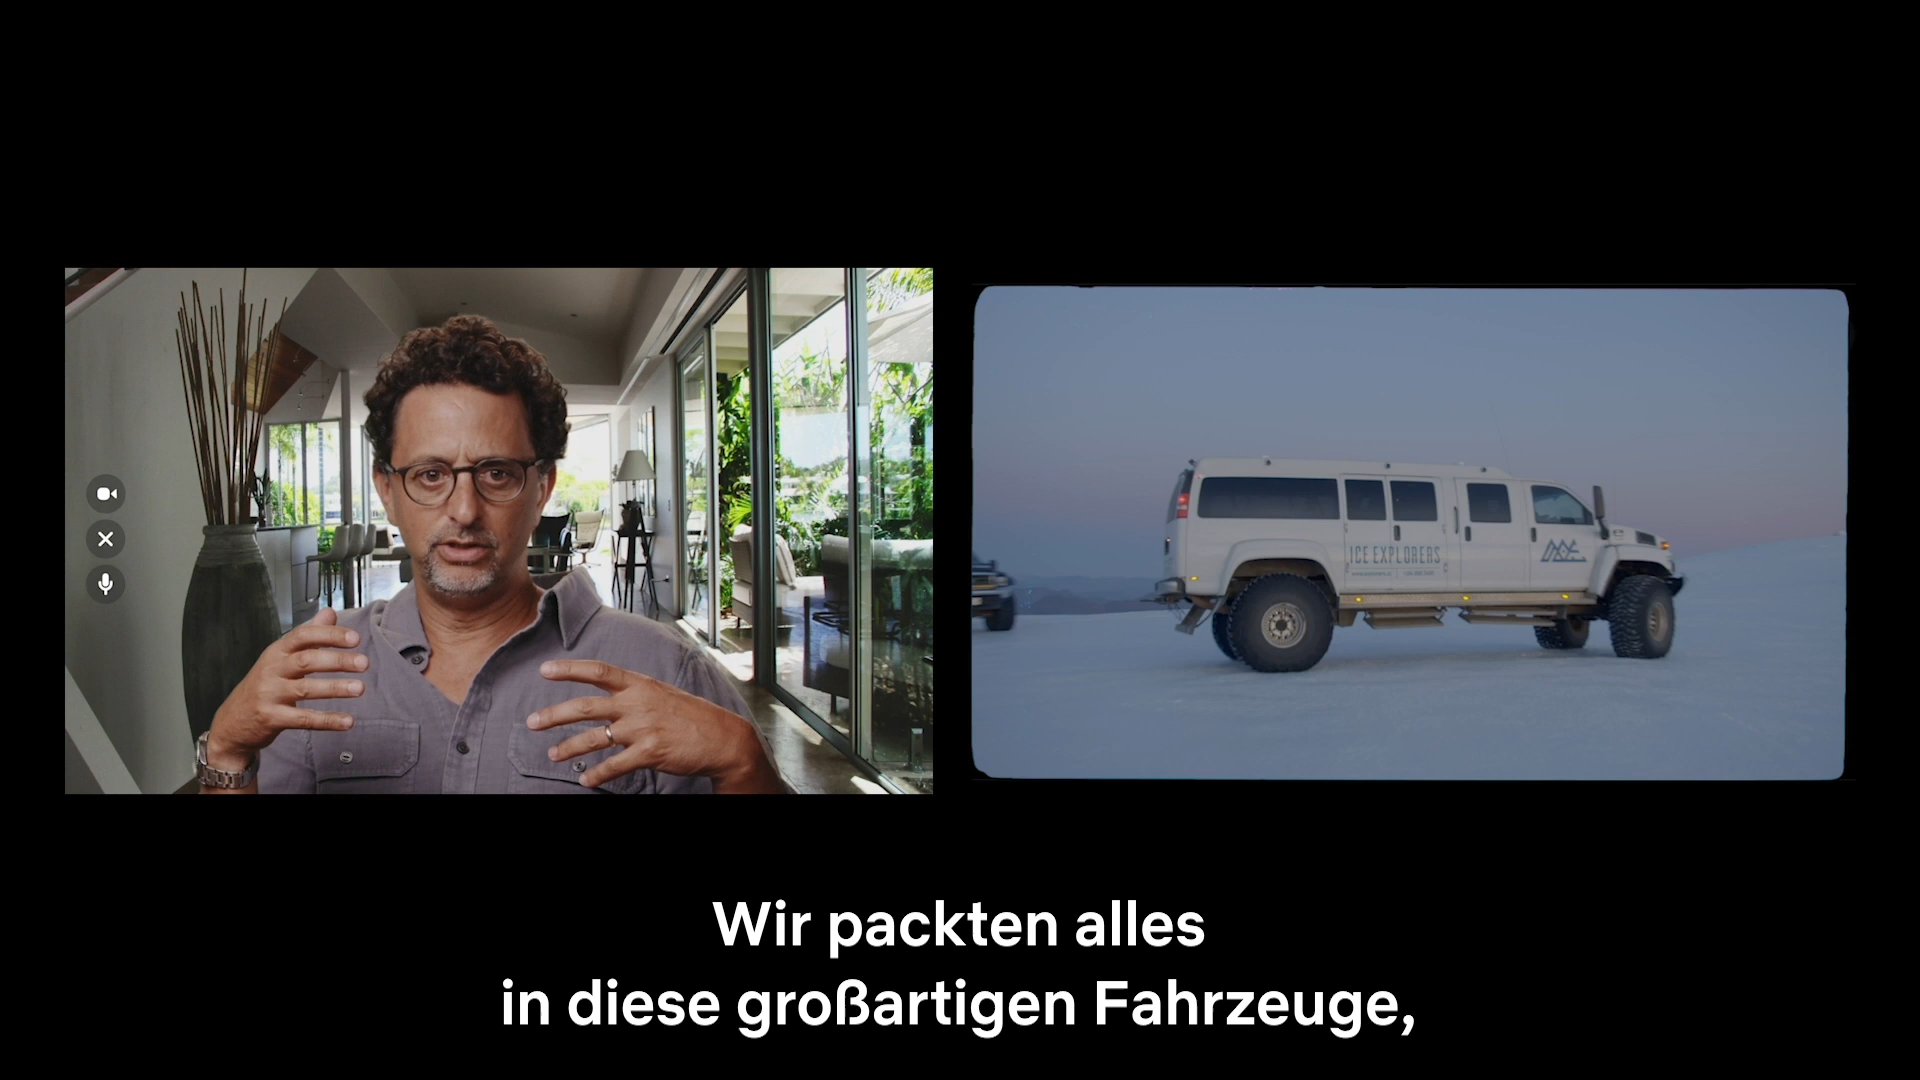 ICE EXPLORERS
Wir packten alles
in diese großartigen Fahrzeuge,